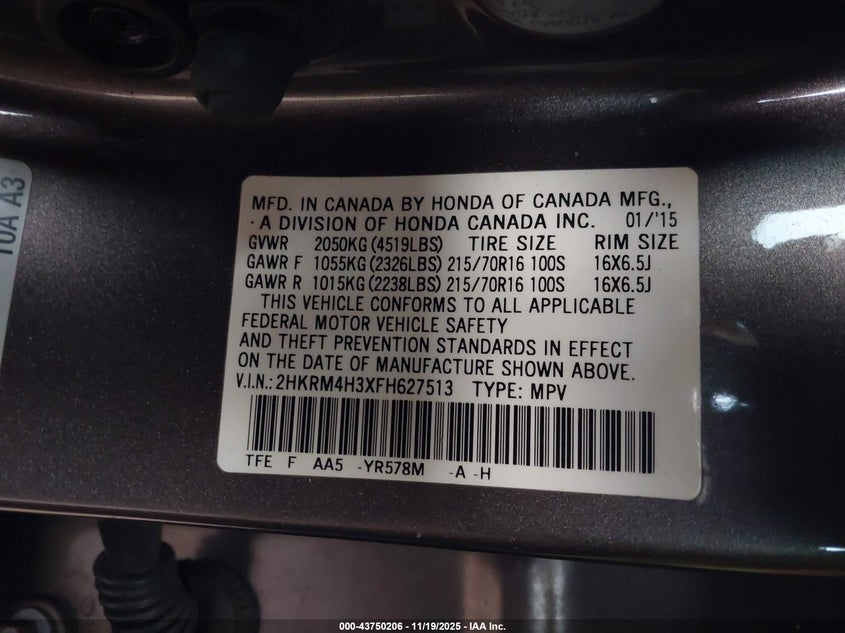 10A A3
MFD. IN CANADA BY HONDA OF CANADA MFG.,
A DIVISION OF HONDA CANADA INC. 01/'15
GVWR 2050KG (4519LBS) TIRE SIZE RIM SIZE
GAWR F 1055KG (2326LBS) 215/70R16 100S 16X6.5J
GAWR R 1015KG (2238LBS) 215/70R16 100S 16X6.5J
THIS VEHICLE CONFORMS TO ALL APPLICABLE
FEDERAL MOTOR VEHICLE SAFETY
AND THEFT PREVENTION STANDARDS IN EFFECT
ON THE DATE OF MANUFACTURE SHOWN ABOVE.
V.I.N.: 2HKRM4H3XFH627513 TYPE: MPV
TFE F AA5 -YR578M -A -H
000-43750206 - 11/19/2025 - IAA Inc.